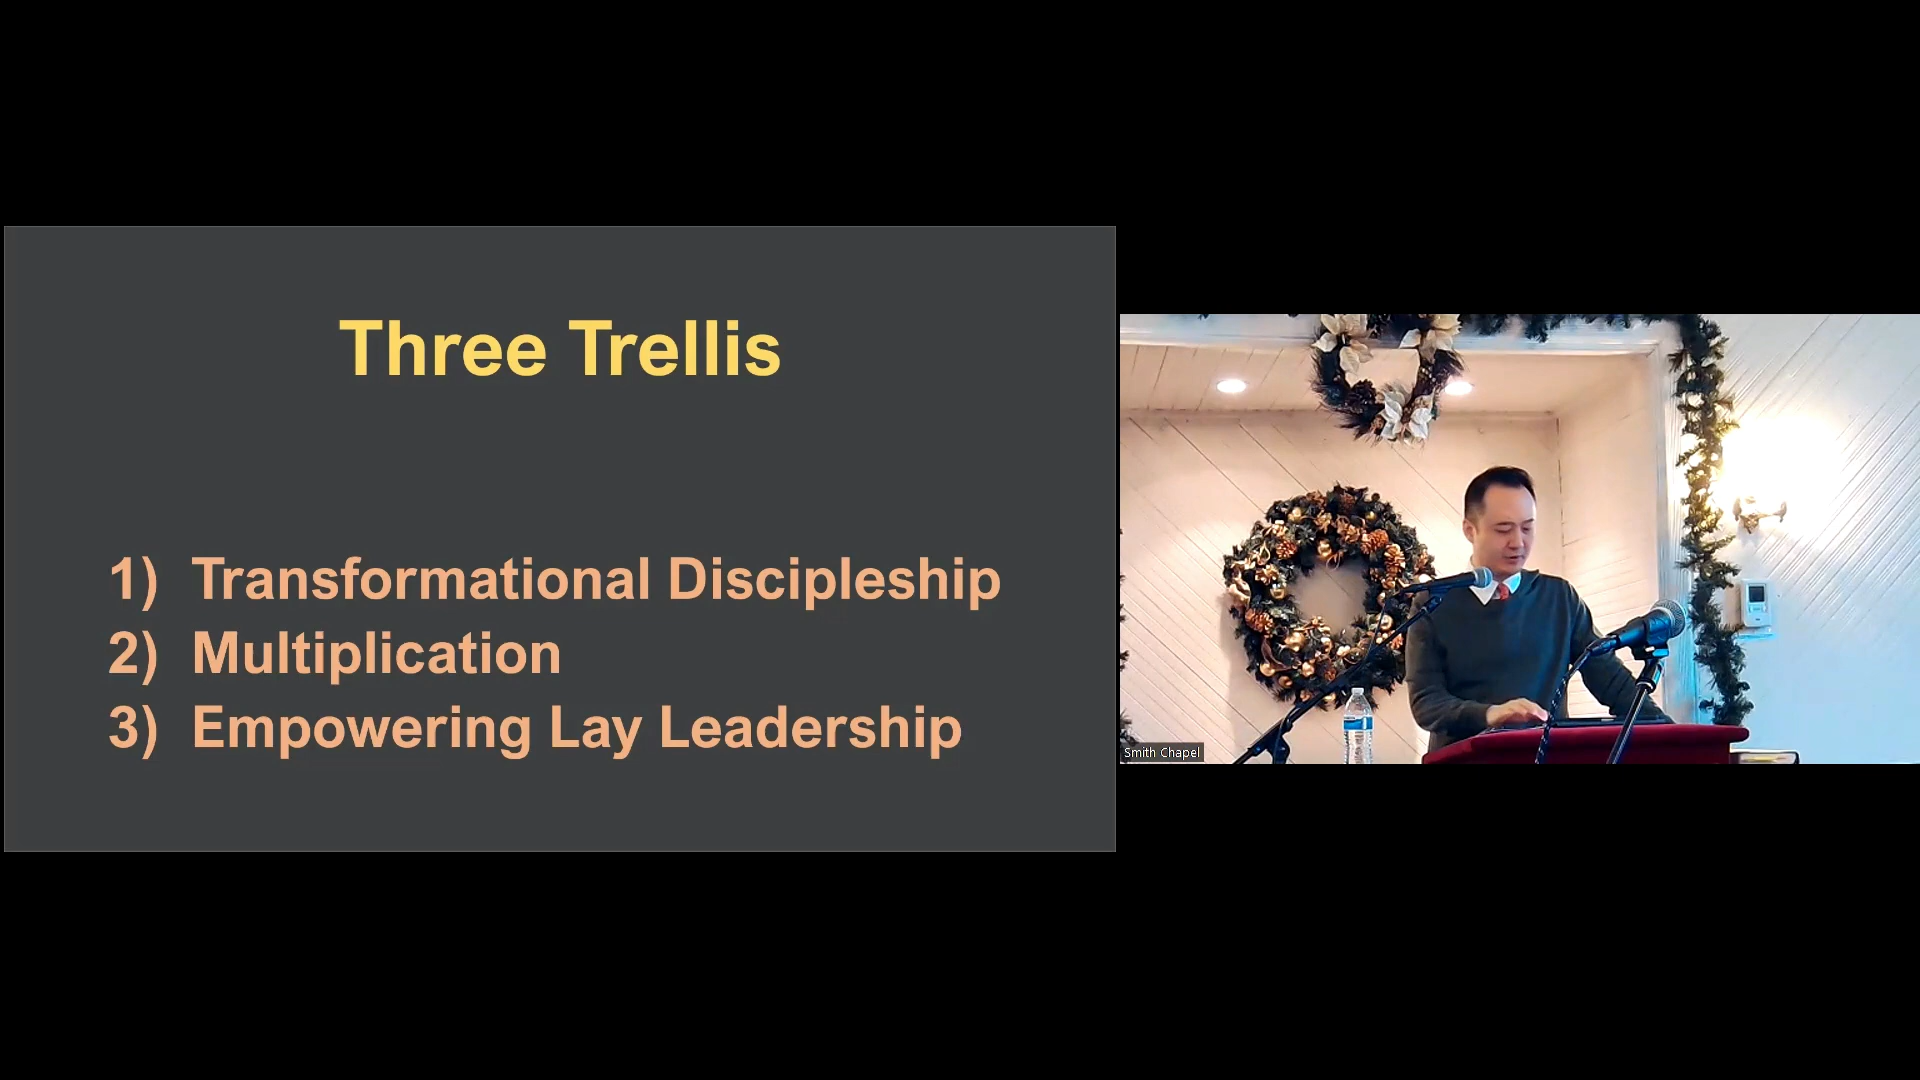 Three Trellis
1) Transformational Discipleship
2) Multiplication
3) Empowering Lay Leadership
Smith Chapel